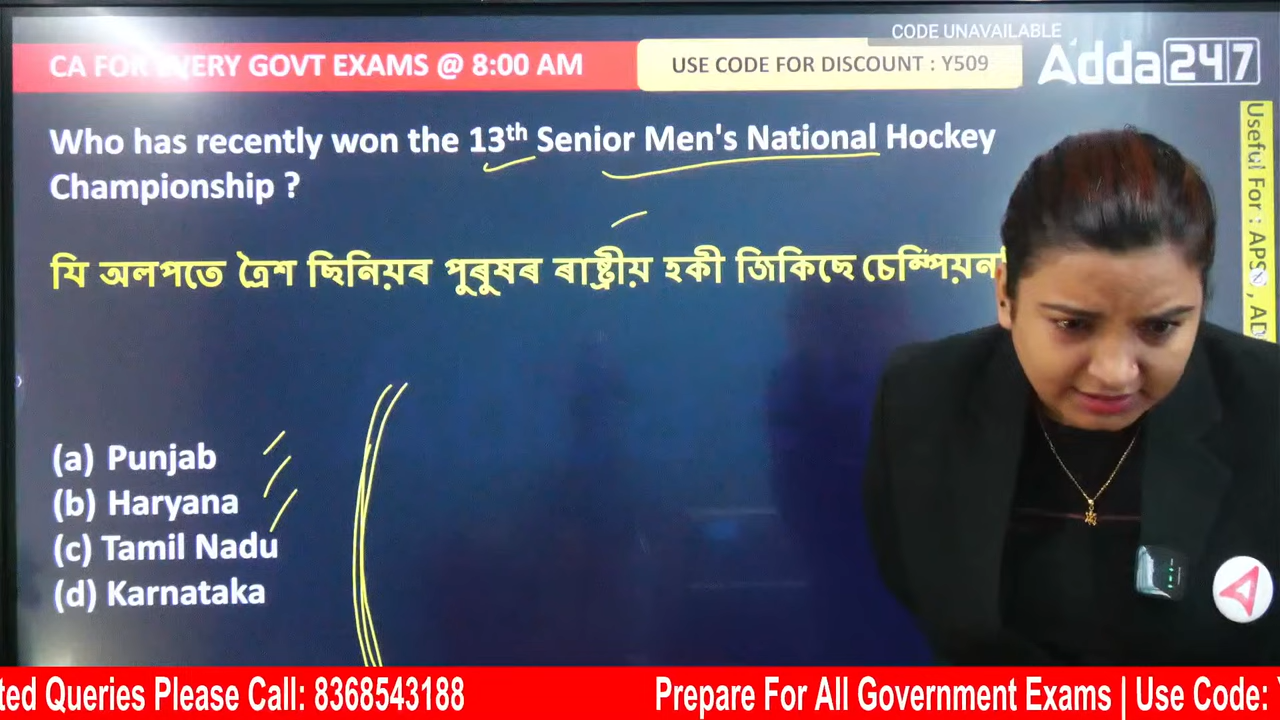 CODE UNAVAILABLE
CA FOR EVERY GOVT EXAMS @ 8:00 AM
USE CODE FOR DISCOUNT : Y509
Adda247
Who has recently won the 13th Senior Men's National Hockey
Championship ?
যি অলপতে ত্ৰৈশ ছিনিয়ৰ পুৰুষৰ ৰাষ্ট্ৰীয় হকী জিকিছে
(a) Punjab
(b) Haryana
(c) Tamil Nadu
(d) Karnataka
Useful For : APS
Queries Please Call: 8368543188
Prepare For All Government Exams | Use Code: